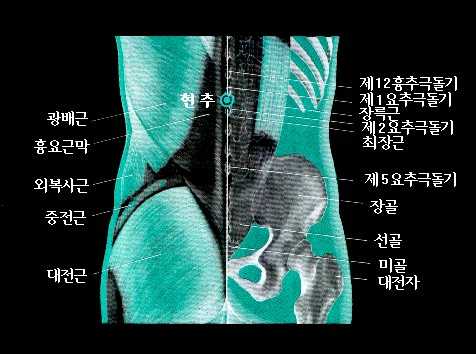 제12흉추극돌기
현 추
제1요추극돌기
장륵근
광배근
제2요추극돌기
최장근
흉요근막
외복사근
제5요추극돌기
중전근
장골
선골
대전근
미골
대전자